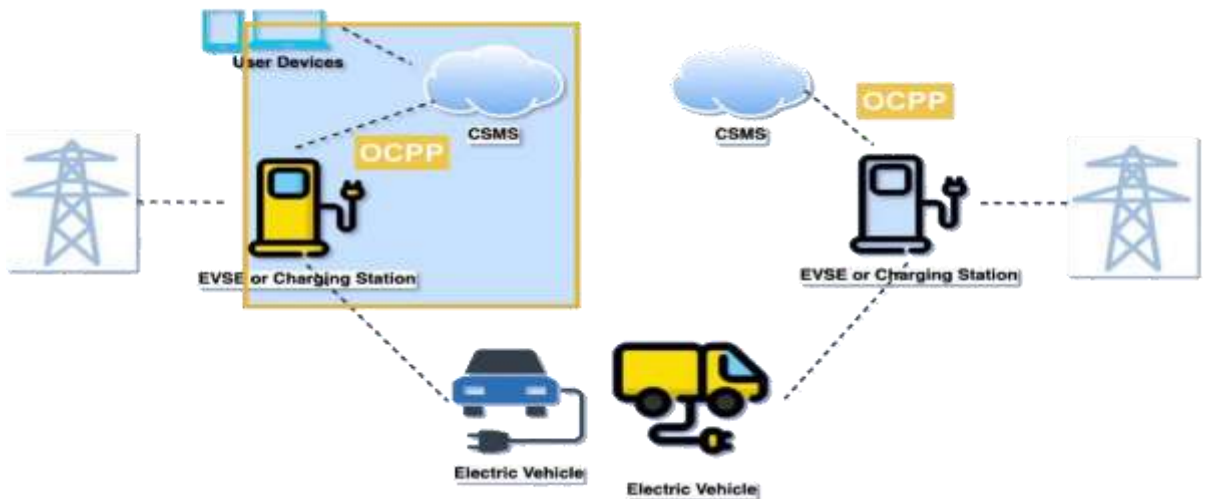 User Devices
CSMS
OCPP
EVSE or Charging Station
Electric Vehicle
CSMS
OCPP
EVSE or Charging Station
Electric Vehicle